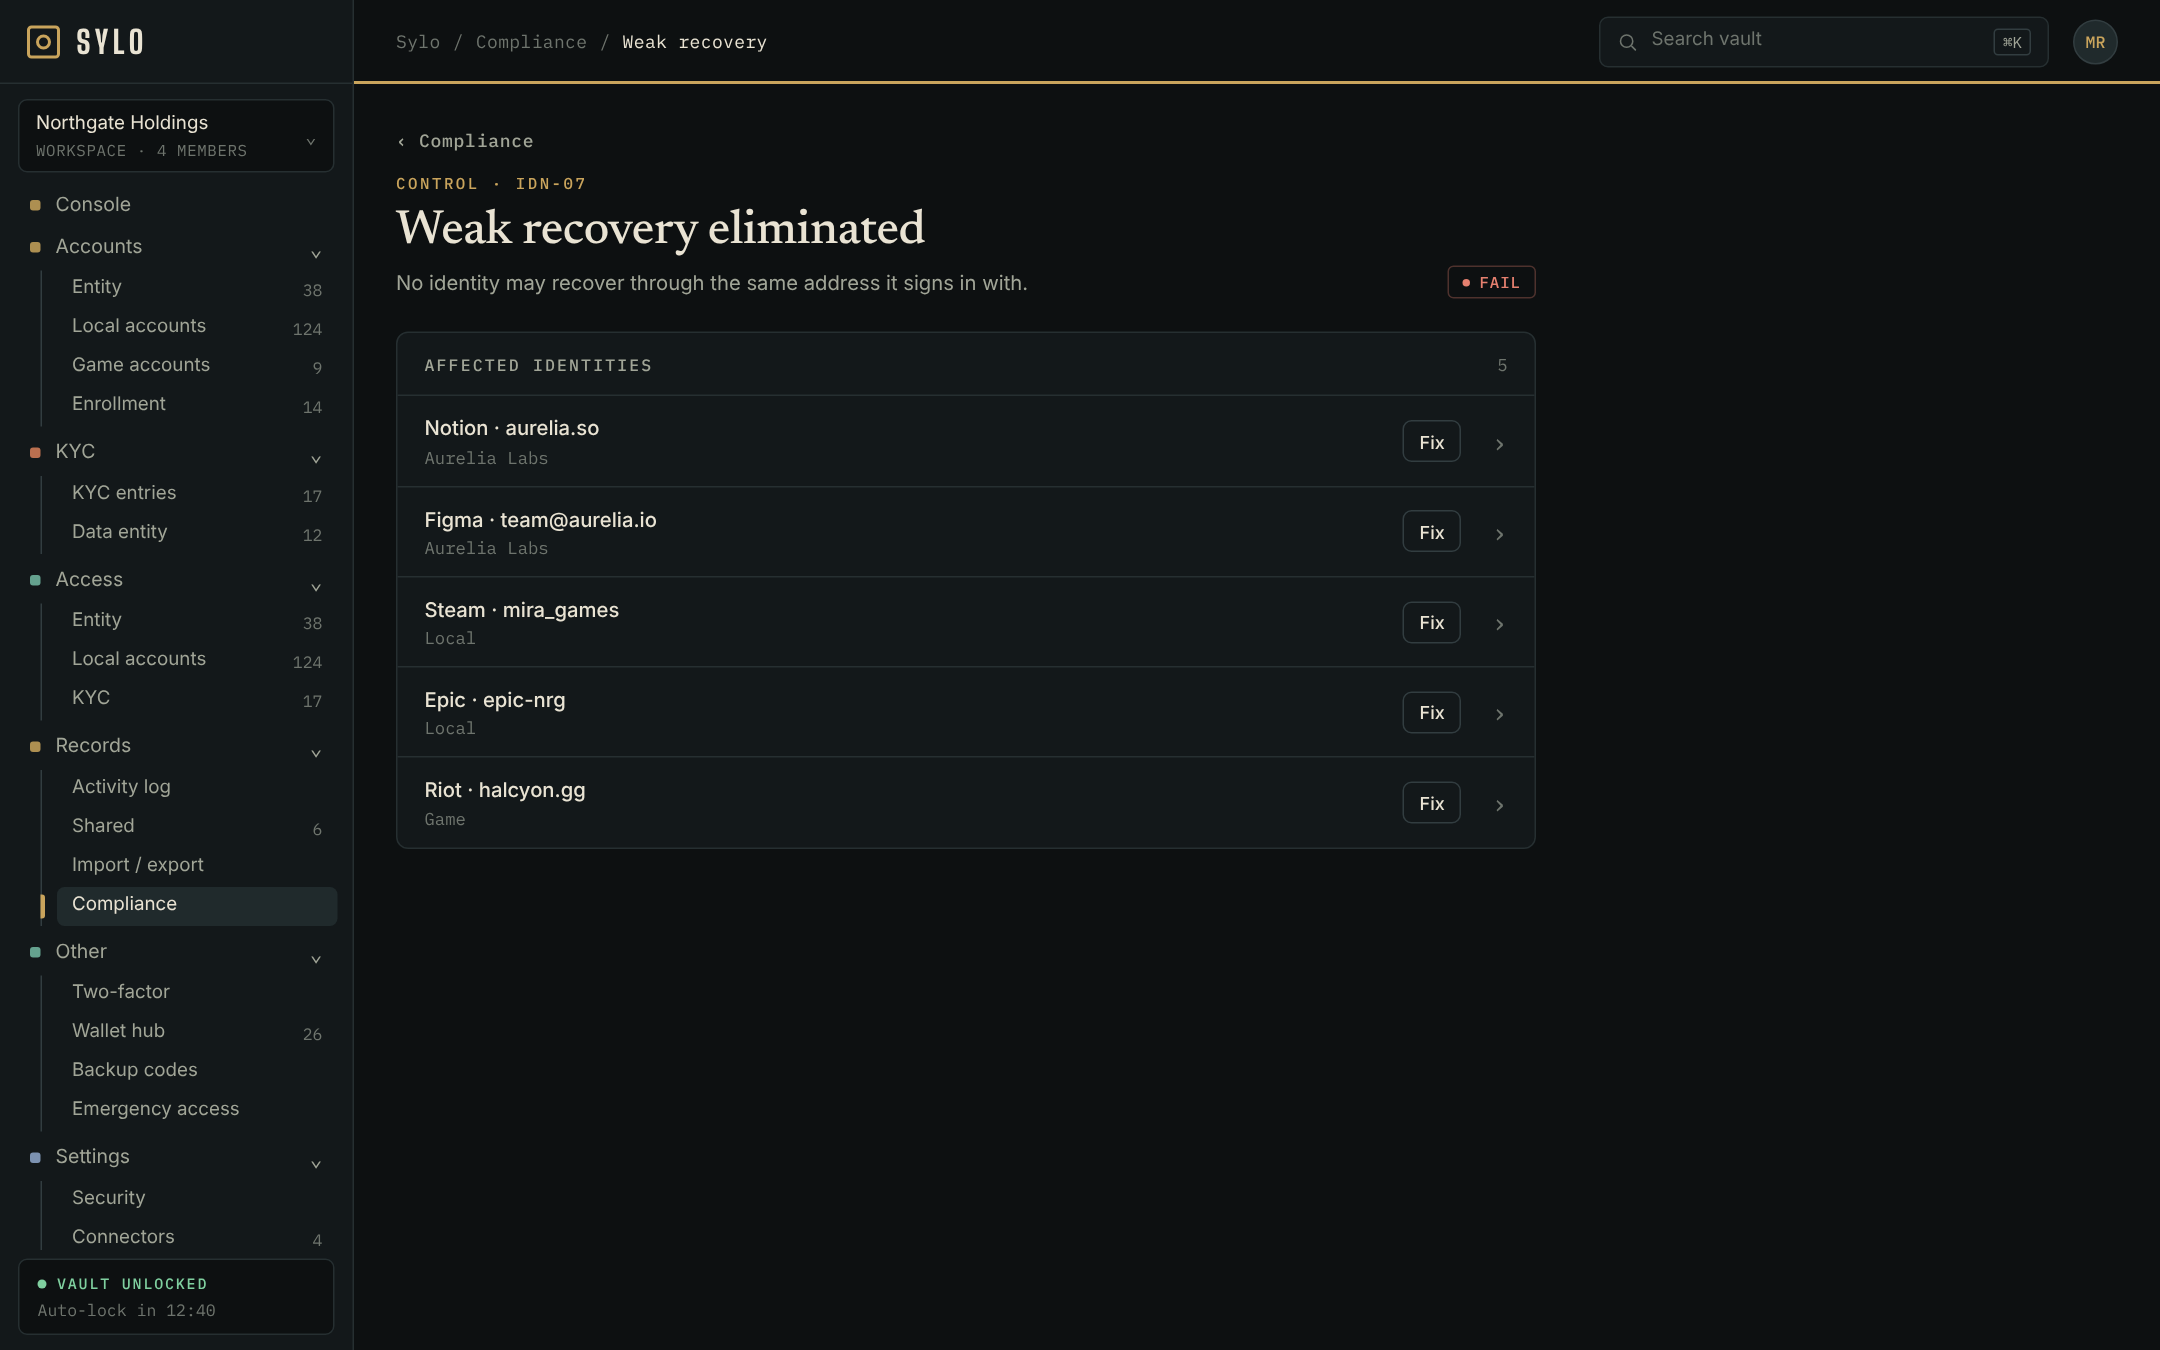 SYLO
Sylo / Compliance / Weak recovery
Search vault
⌘K
MR
Northgate Holdings
WORKSPACE · 4 MEMBERS
Console
Accounts
Entity 38
Local accounts 124
Game accounts 9
Enrollment 14
KYC
KYC entries 17
Data entity 12
Access
Entity 38
Local accounts 124
KYC 17
Records
Activity log
Shared 6
Import / export
Compliance
Other
Two-factor
Wallet hub 26
Backup codes
Emergency access
Settings
Security
Connectors 4
VAULT UNLOCKED
Auto-lock in 12:40
‹ Compliance
CONTROL · IDN-07
Weak recovery eliminated
No identity may recover through the same address it signs in with.
FAIL
AFFECTED IDENTITIES 5
Notion · aurelia.so
Aurelia Labs
Fix
Figma · team@aurelia.io
Aurelia Labs
Fix
Steam · mira_games
Local
Fix
Epic · epic-nrg
Local
Fix
Riot · halcyon.gg
Game
Fix